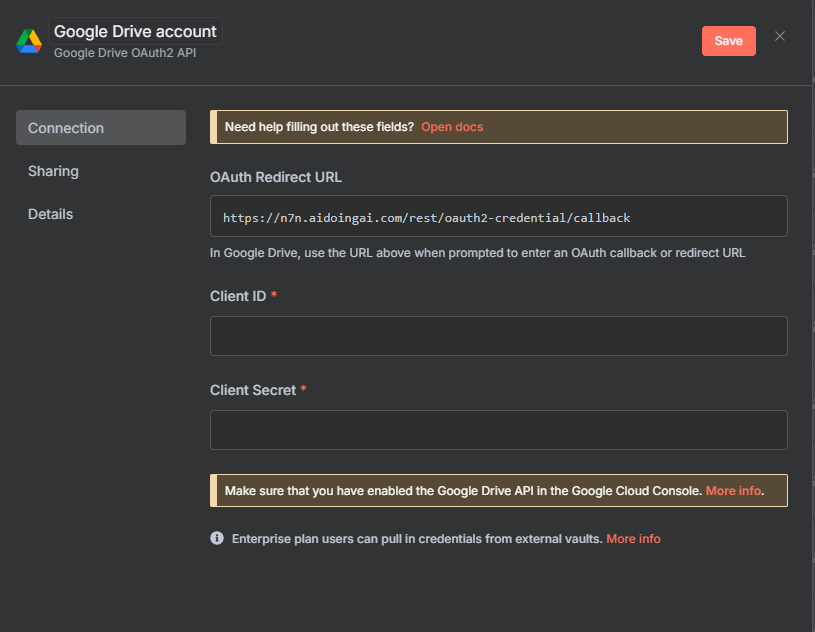 Google Drive account
Google Drive OAuth2 API
Save
Connection
Sharing
Details
Need help filling out these fields? Open docs
OAuth Redirect URL
https://n7n.aidoingai.com/rest/oauth2-credential/callback
In Google Drive, use the URL above when prompted to enter an OAuth callback or redirect URL
Client ID *
Client Secret *
Make sure that you have enabled the Google Drive API in the Google Cloud Console. More info.
Enterprise plan users can pull in credentials from external vaults. More info